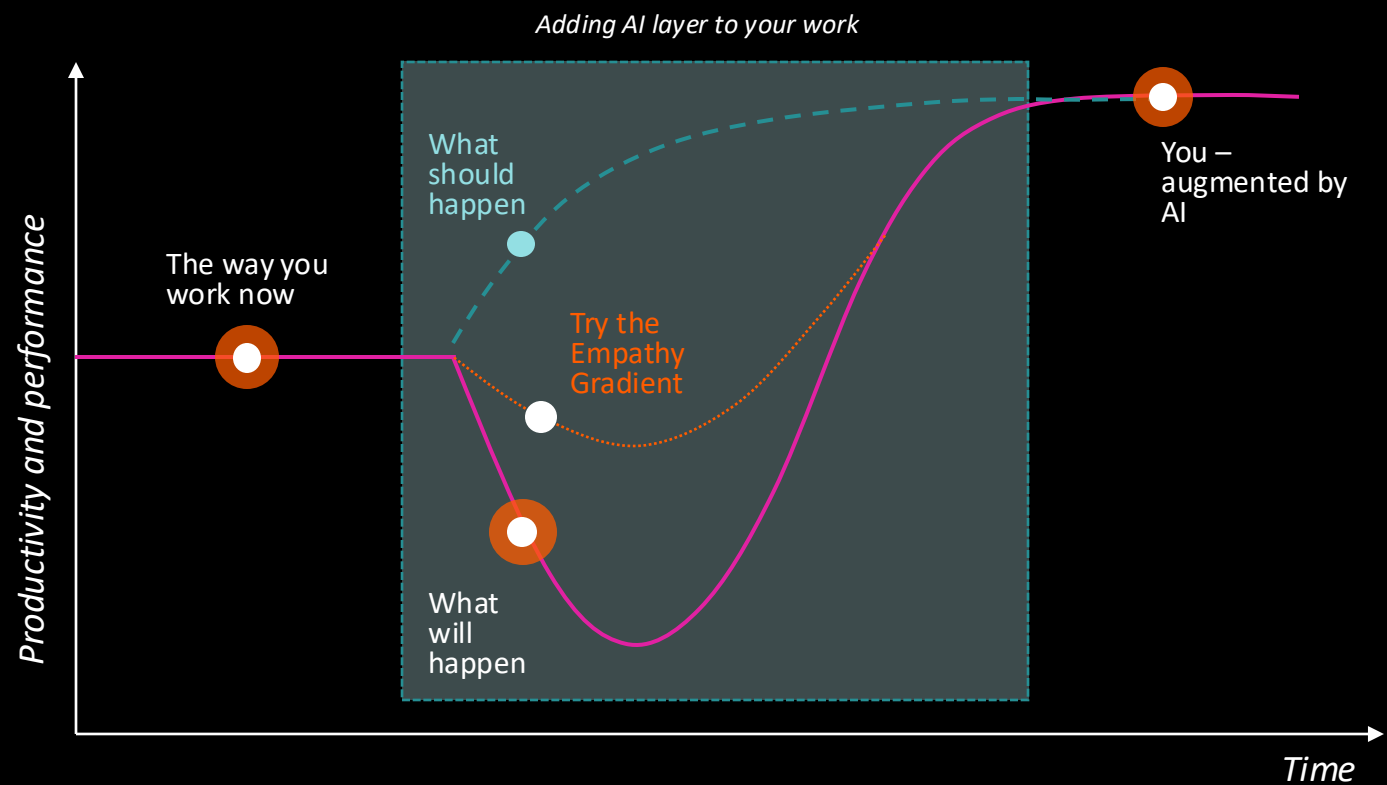 Adding AI layer to your work
What
should
happen
You –
augmented by
AI
The way you
work now
Try the
Empathy
Gradient
What
will
happen
Productivity and performance
Time